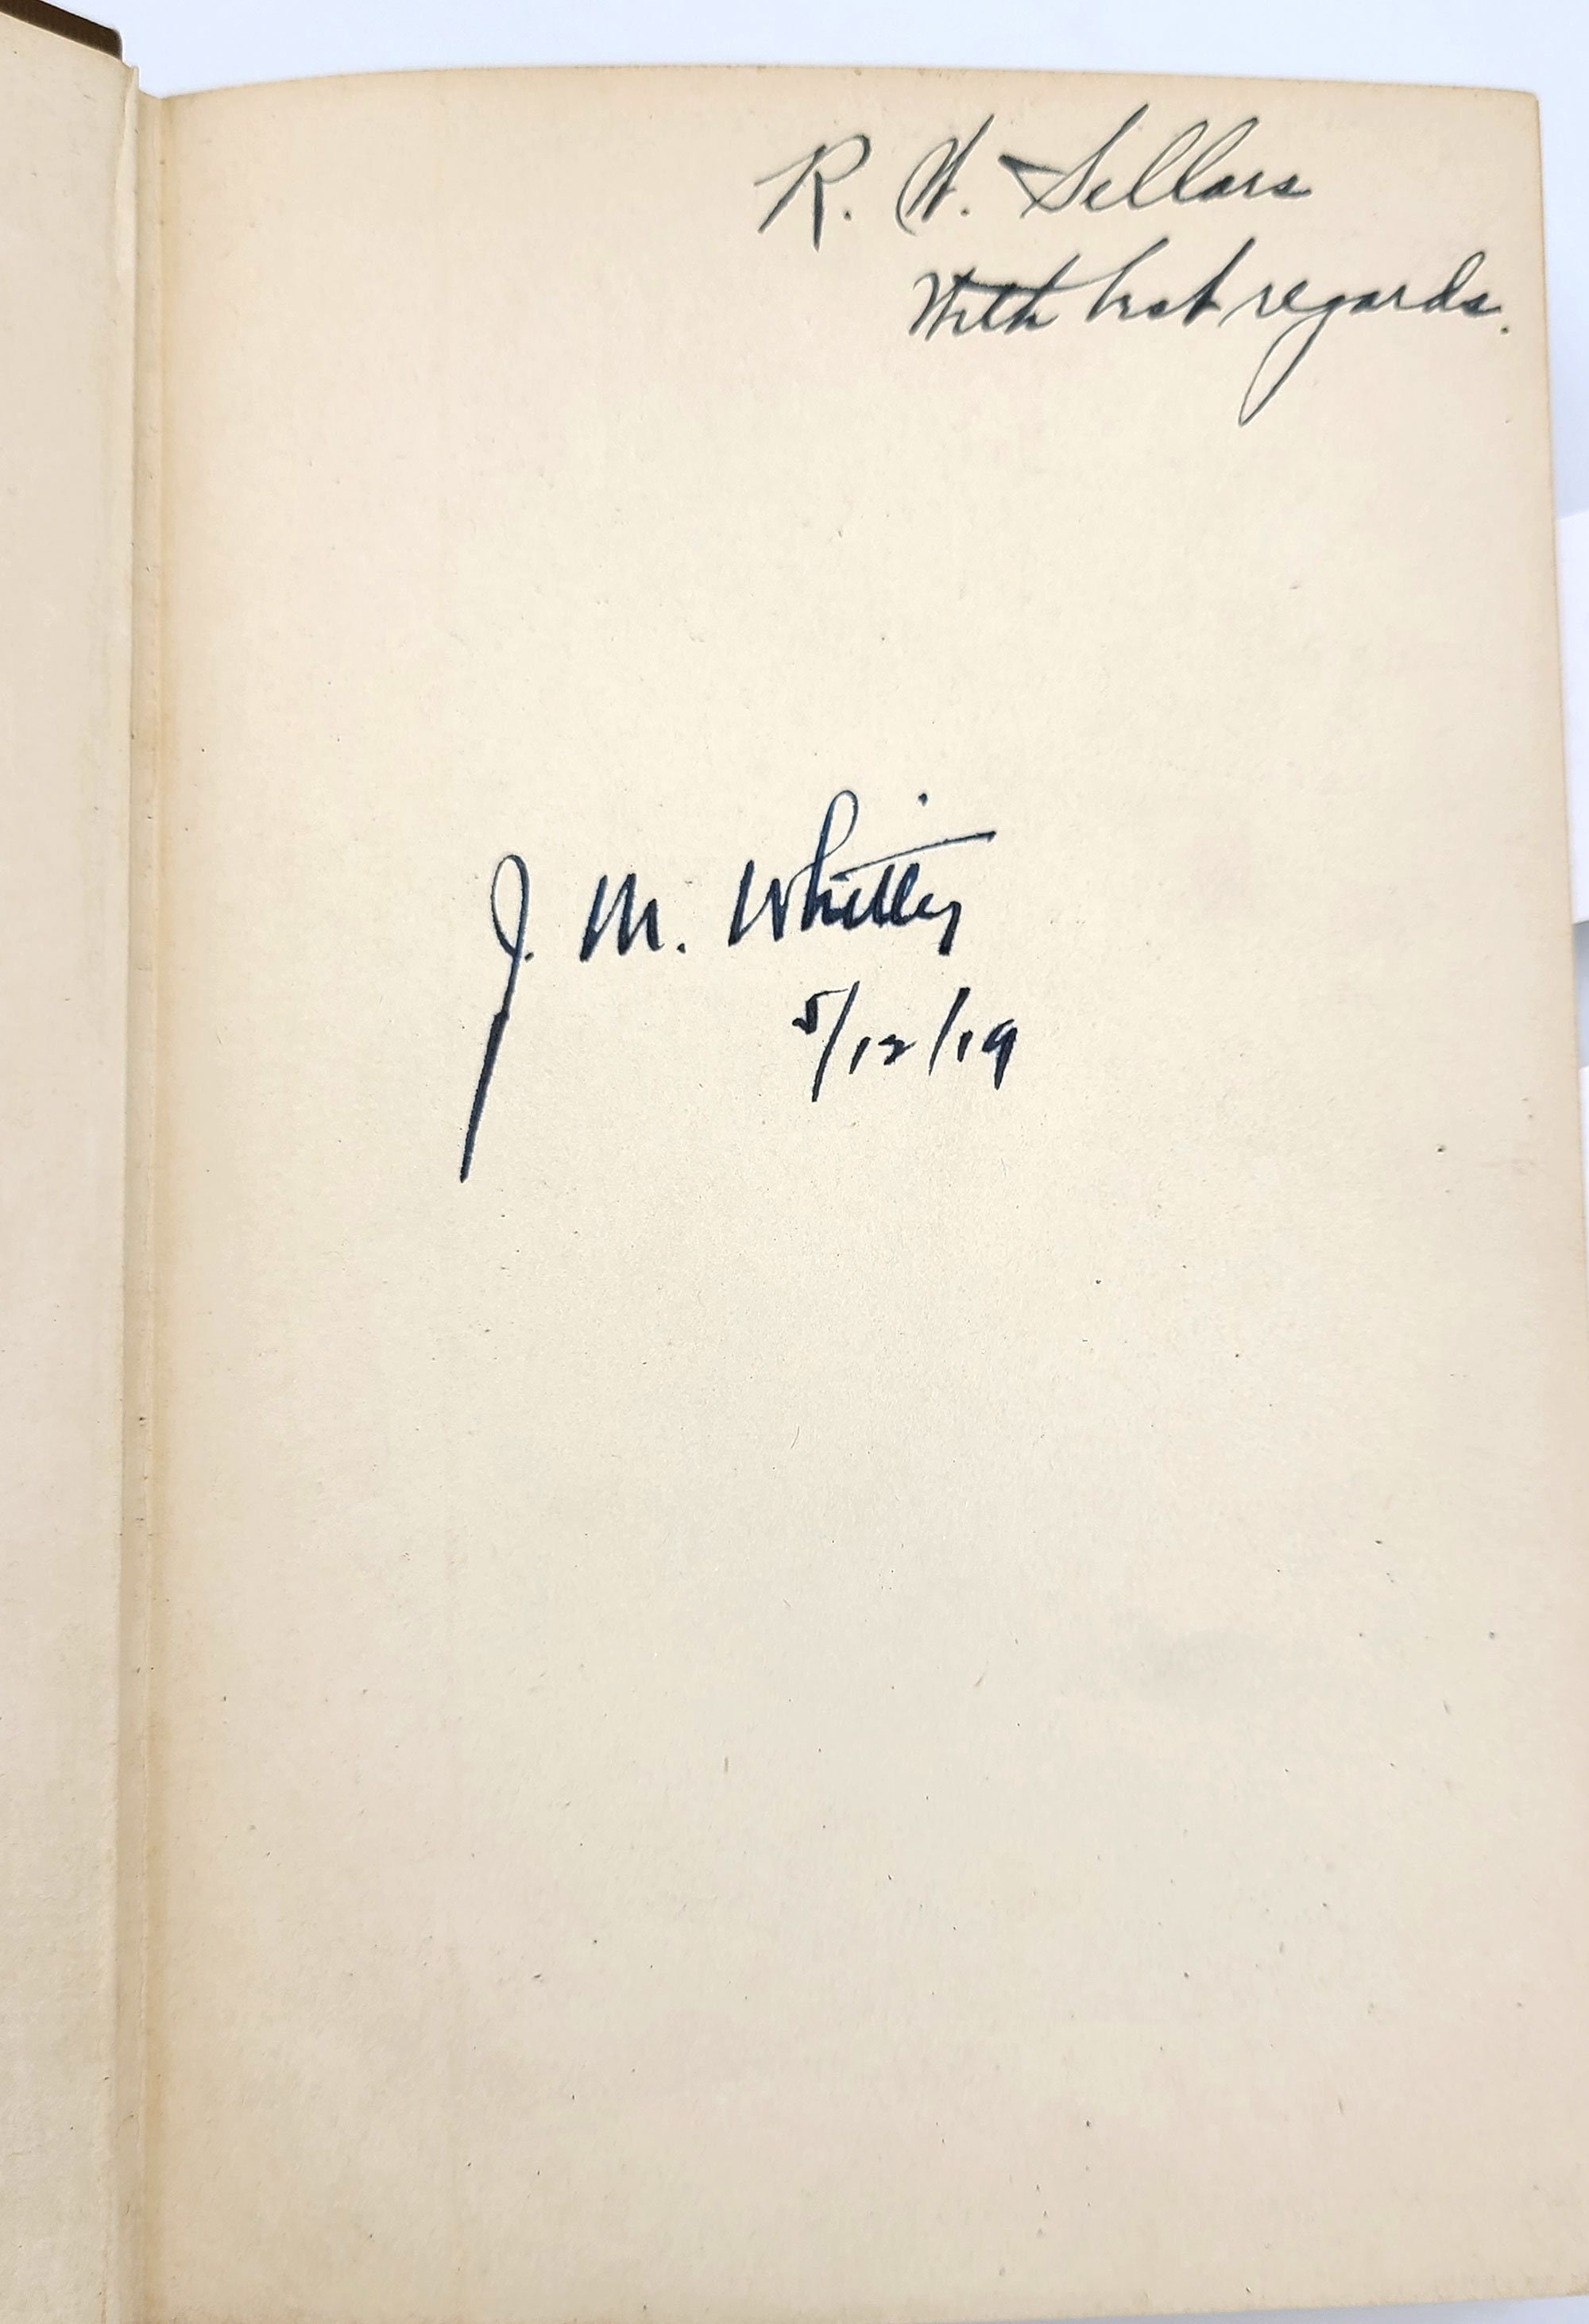 R. W. Sellars
With best regards.
J. M. Whitley
5/12/19